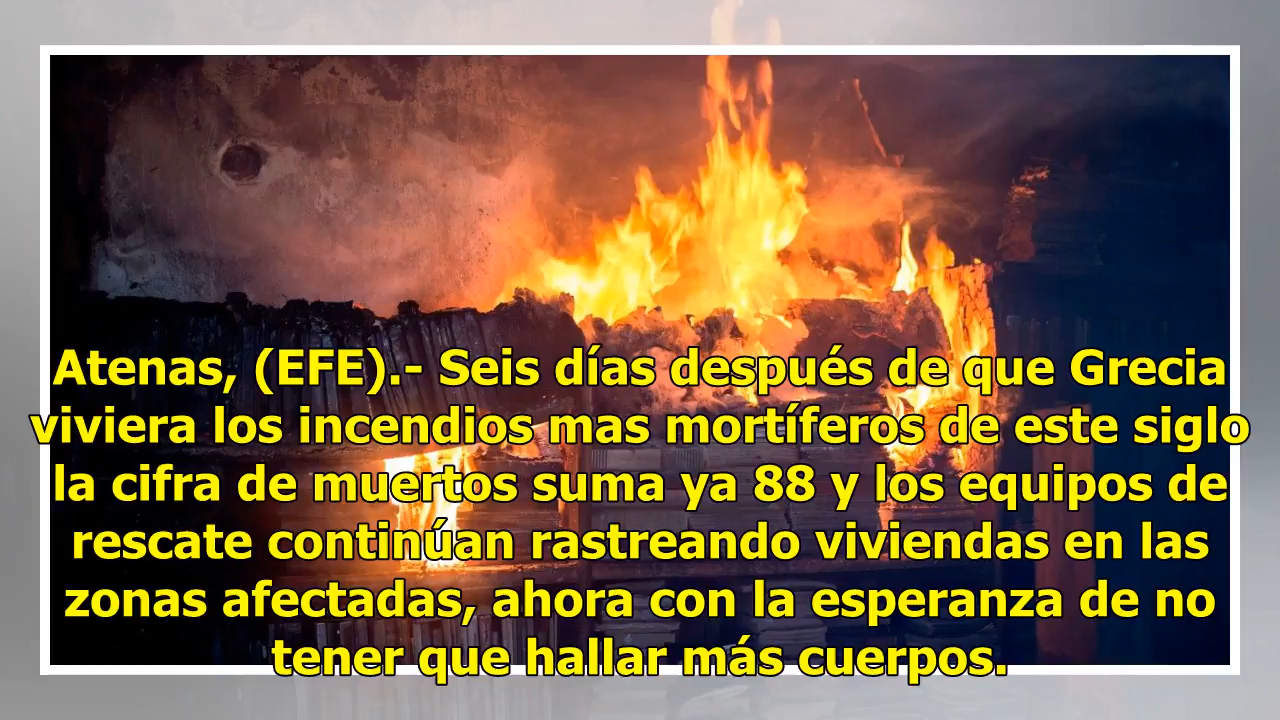 Atenas, (EFE).- Seis días después de que Grecia
viviera los incendios mas mortíferos de este siglo
la cifra de muertos suma ya 88 y los equipos de
rescate continúan rastreando viviendas en las
zonas afectadas, ahora con la esperanza de no
tener que hallar más cuerpos.